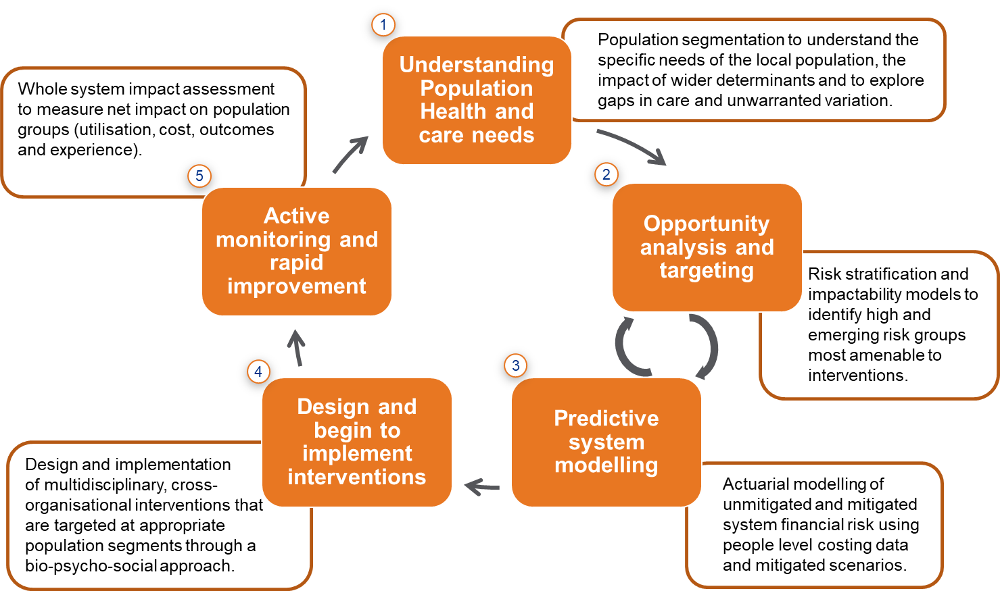 1
Understanding
Population
Health and
care needs
Population segmentation to understand the
specific needs of the local population, the
impact of wider determinants and to explore
gaps in care and unwarranted variation.
2
Opportunity
analysis and
targeting
Risk stratification and
impactability models to
identify high and
emerging risk groups
most amenable to
interventions.
3
Predictive
system
modelling
Actuarial modelling of
unmitigated and mitigated
system financial risk using
people level costing data
and mitigated scenarios.
4
Design and
begin to
implement
interventions
Design and implementation
of multidisciplinary, cross-
organisational interventions that
are targeted at appropriate
population segments through a
bio-psycho-social approach.
5
Active
monitoring and
rapid
improvement
Whole system impact assessment
to measure net impact on population
groups (utilisation, cost, outcomes
and experience).